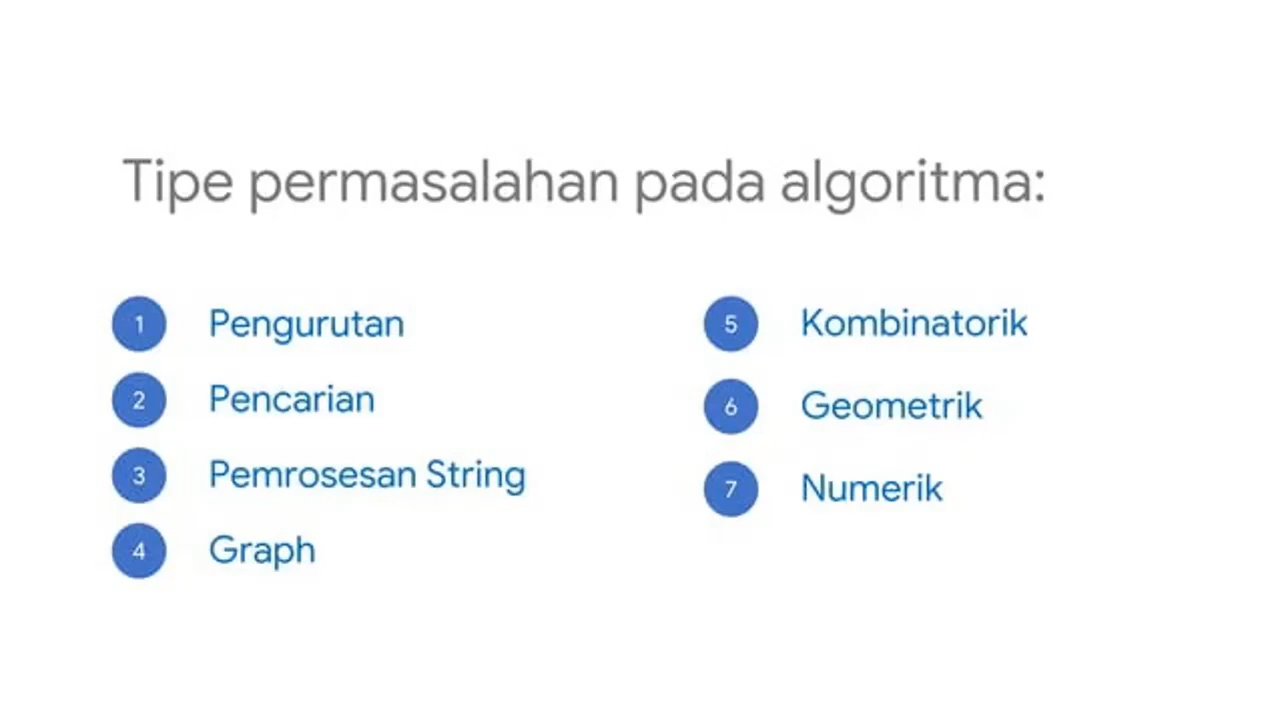 Tipe permasalahan pada algoritma:
1 Pengurutan
2 Pencarian
3 Pemrosesan String
4 Graph
5 Kombinatorik
6 Geometrik
7 Numerik